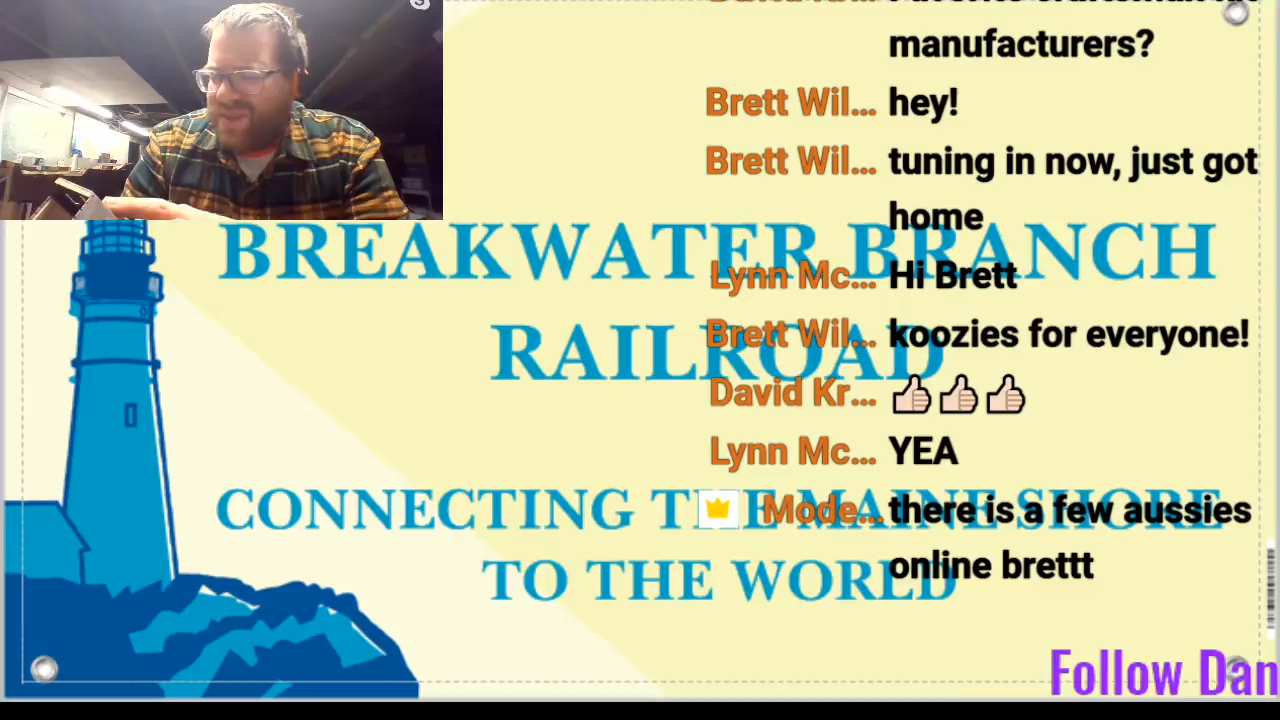 manufacturers?
Brett Wil... hey!
Brett Wil... tuning in now, just got
home
BREAKWATER BRANCH
Lynn Mc... Hi Brett
Brett Wil... koozies for everyone!
RAILROAD
David Kr... 👍🏻👍🏻👍🏻
Lynn Mc... YEA
CONNECTING THE MAINE SHORE
Mode... there is a few aussies
online brettt
TO THE WORLD
Follow Dan